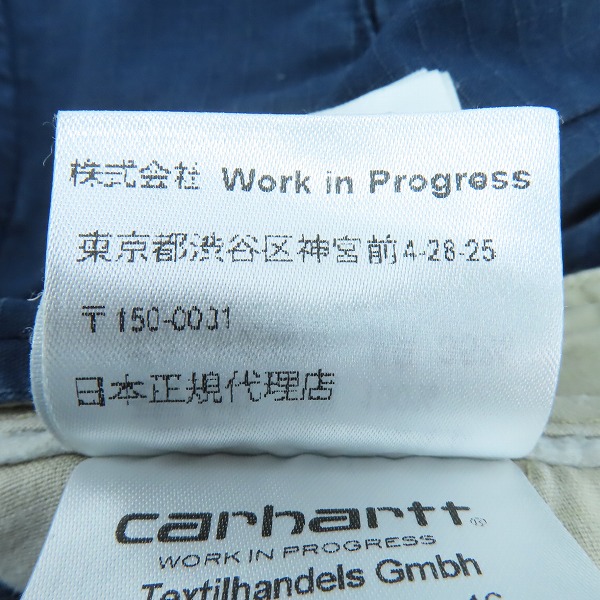 株式会社 Work in Progress
東京都渋谷区神宮前4-28-25
〒150-0031
日本正規代理店
carhartt®
WORK IN PROGRESS
Textilhandels Gmbh